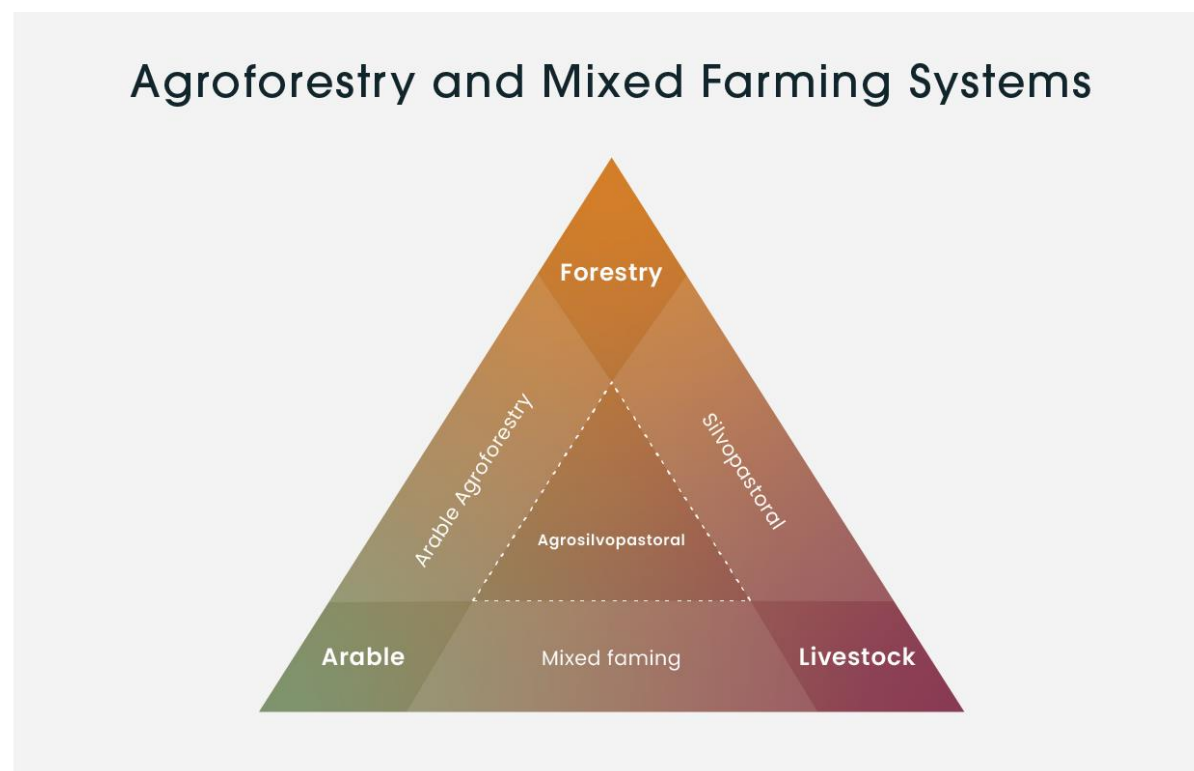 Agroforestry and Mixed Farming Systems
Forestry
Arable Agroforestry
Silvopastoral
Agrosilvopastoral
Arable
Mixed faming
Livestock